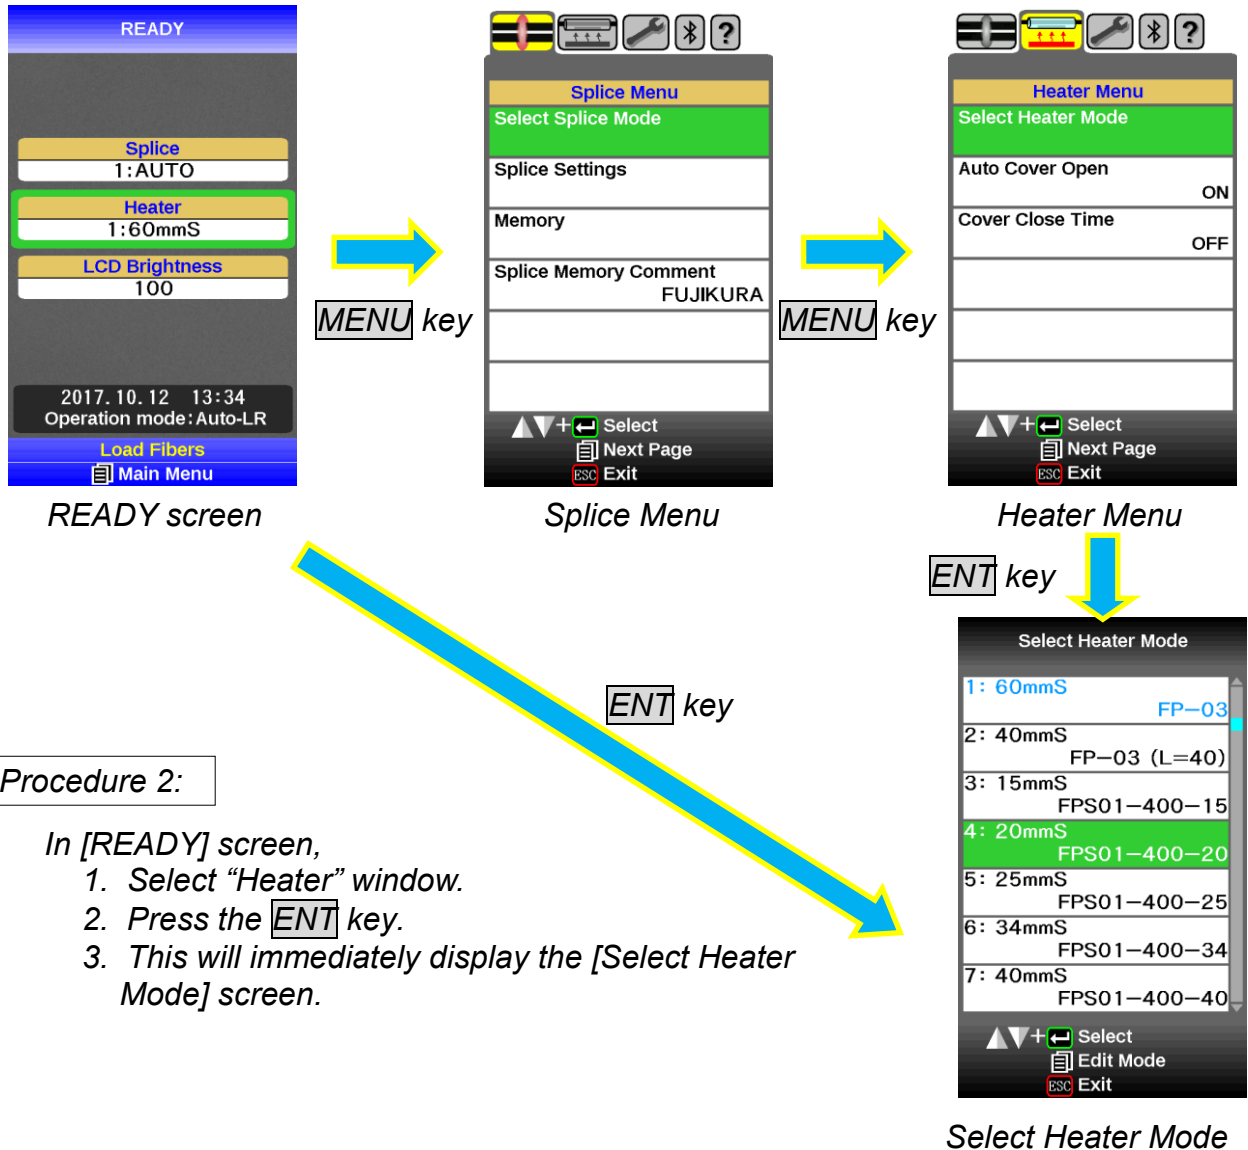 READY
Splice
1:AUTO
Heater
1:60mmS
LCD Brightness
100
2017.10.12 13:34
Operation mode:Auto-LR
Load Fibers
Main Menu
READY screen
MENU key
?
Splice Menu
Select Splice Mode
Splice Settings
Memory
Splice Memory Comment
FUJIKURA
+ Select
Next Page
ESC Exit
Splice Menu
MENU key
?
Heater Menu
Select Heater Mode
Auto Cover Open
ON
Cover Close Time
OFF
+ Select
Next Page
ESC Exit
Heater Menu
ENT key
ENT key
Select Heater Mode
1: 60mmS
FP-03
2: 40mmS
FP-03 (L=40)
3: 15mmS
FPS01-400-15
4: 20mmS
FPS01-400-20
5: 25mmS
FPS01-400-25
6: 34mmS
FPS01-400-34
7: 40mmS
FPS01-400-40
+ Select
Edit Mode
ESC Exit
Select Heater Mode
Procedure 2:
In [READY] screen,
1. Select “Heater” window.
2. Press the ENT key.
3. This will immediately display the [Select Heater
Mode] screen.